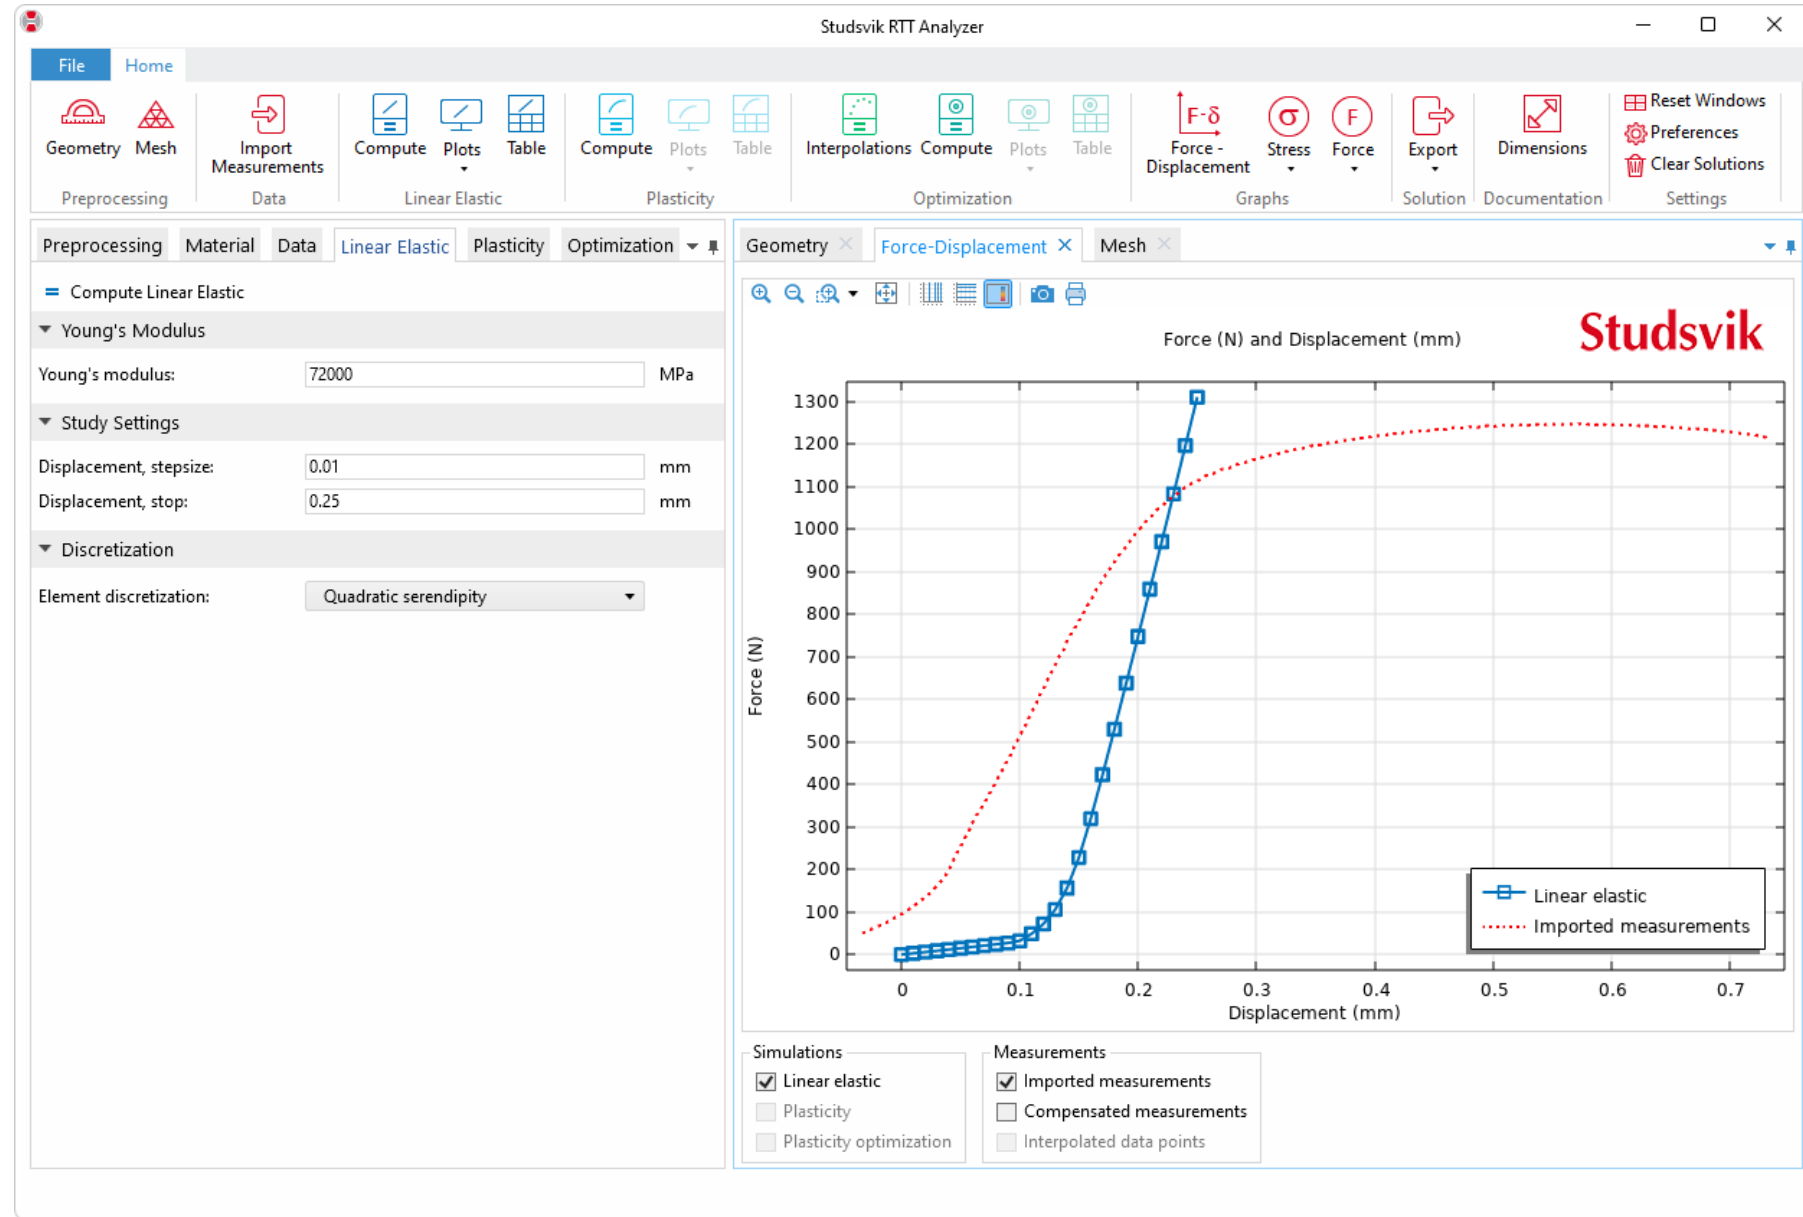 Studsvik RTT Analyzer
File Home
Geometry Mesh Import Measurements Compute Plots Table Compute Plots Table Interpolations Compute Plots Table F-δ Force - Displacement σ Stress F Force Export Dimensions Reset Windows
Preferences
Clear Solutions
Preprocessing Data Linear Elastic Plasticity Optimization Graphs Solution Documentation Settings
Preprocessing Material Data Linear Elastic Plasticity Optimization
Compute Linear Elastic
Young's Modulus
Young's modulus: 72000 MPa
Study Settings
Displacement, stepsize: 0.01 mm
Displacement, stop: 0.25 mm
Discretization
Element discretization: Quadratic serendipity
Geometry Force-Displacement Mesh
Force (N) and Displacement (mm)
Studsvik
1300
1200
1100
1000
900
800
700
600
500
400
300
200
100
0
Force (N)
0 0.1 0.2 0.3 0.4 0.5 0.6 0.7
Displacement (mm)
Linear elastic
Imported measurements
Simulations
Linear elastic
Plasticity
Plasticity optimization
Measurements
Imported measurements
Compensated measurements
Interpolated data points